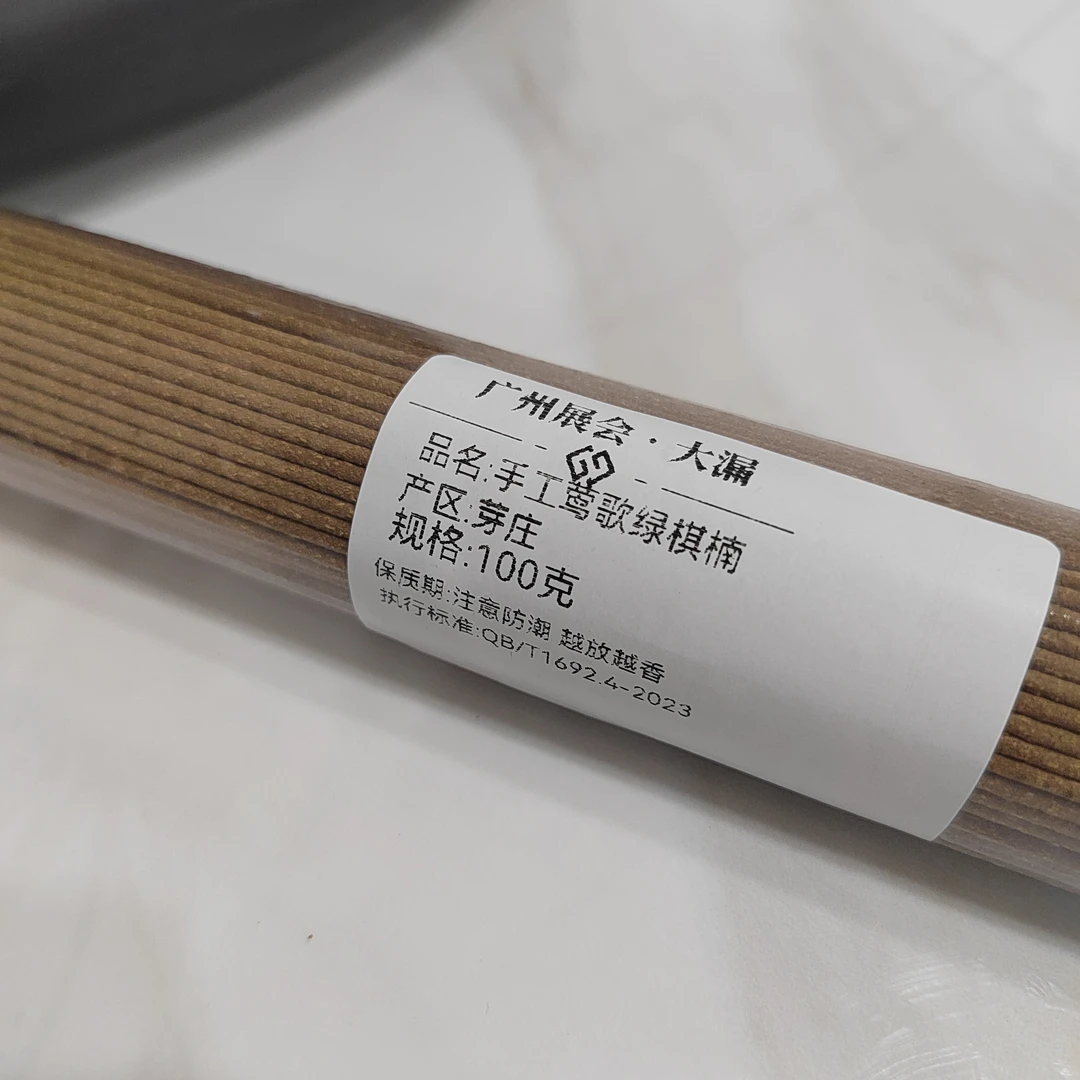 广州展会·大漏
品名:手工莺歌绿棋楠
产区:芽庄
规格:100克
保质期:注意防潮 越放越香
执行标准:QB/T1692.4-2023